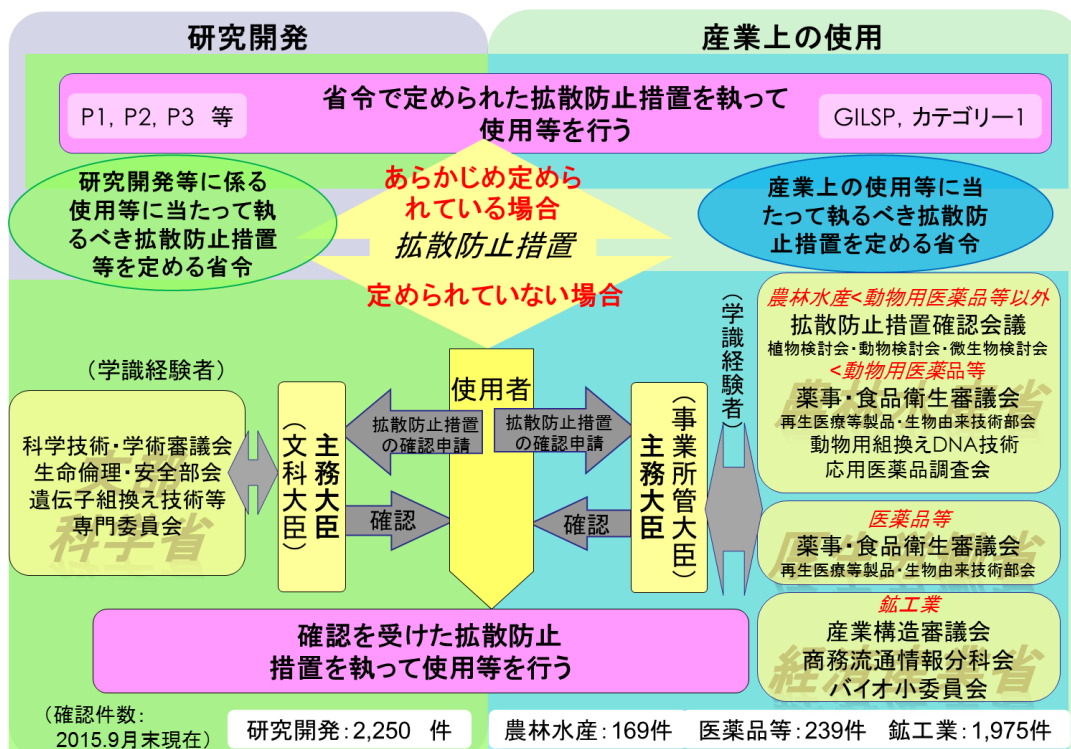 研究開発
産業上の使用
省令で定められた拡散防止措置を執って
使用等を行う
P1, P2, P3 等
GILSP, カテゴリー1
研究開発等に係る
使用等に当たって執
るべき拡散防止措置
等を定める省令
あらかじめ定めら
れている場合
拡散防止措置
定められていない場合
産業上の使用等に当
たって執るべき拡散防
止措置を定める省令
(学識経験者)
科学技術・学術審議会
生命倫理・安全部会
遺伝子組換え技術等
専門委員会
文部
科学省
主務大臣
(文科大臣)
使用者
拡散防止措置
の確認申請
拡散防止措置
の確認申請
確認
確認
主務大臣
(事業所管大臣)
(学識経験者)
農林水産<動物用医薬品等以外
拡散防止措置確認会議
植物検討会・動物検討会・微生物検討会
<動物用医薬品等
薬事・食品衛生審議会
再生医療等製品・生物由来技術部会
動物用組換えDNA技術
応用医薬品調査会
農林水産省
医薬品等
薬事・食品衛生審議会
再生医療等製品・生物由来技術部会
厚生労働省
鉱工業
産業構造審議会
商務流通情報分科会
バイオ小委員会
経済産業省
確認を受けた拡散防止
措置を執って使用等を行う
(確認件数:
2015.9月末現在)
研究開発:2,250 件
農林水産:169件
医薬品等:239件
鉱工業:1,975件